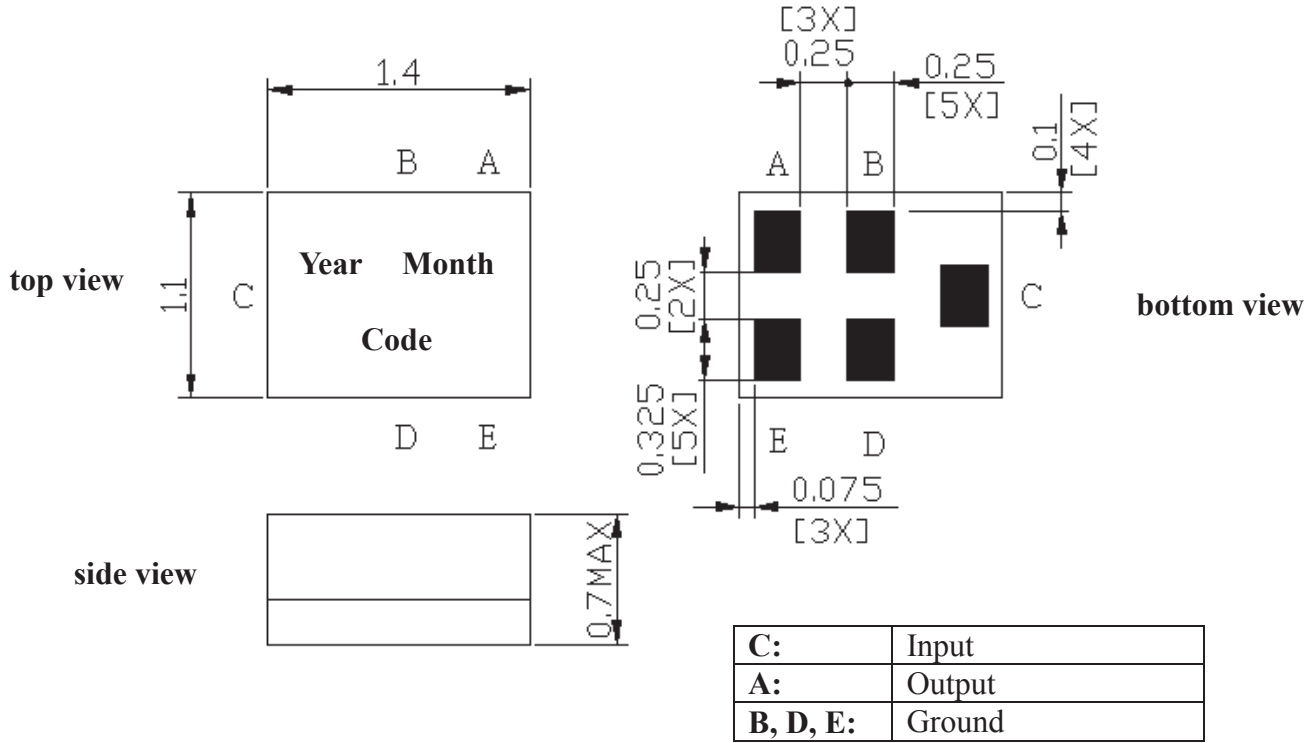 [3X]
0.25
0.25
[5X]
1.4
0.1
[4X]
B A
A B
top view
1.1
C
Year Month
Code
0.25
[2X]
C
bottom view
D E
0.325
[5X]
E D
0.075
[3X]
side view
0.7MAX
C: Input
A: Output
B, D, E: Ground